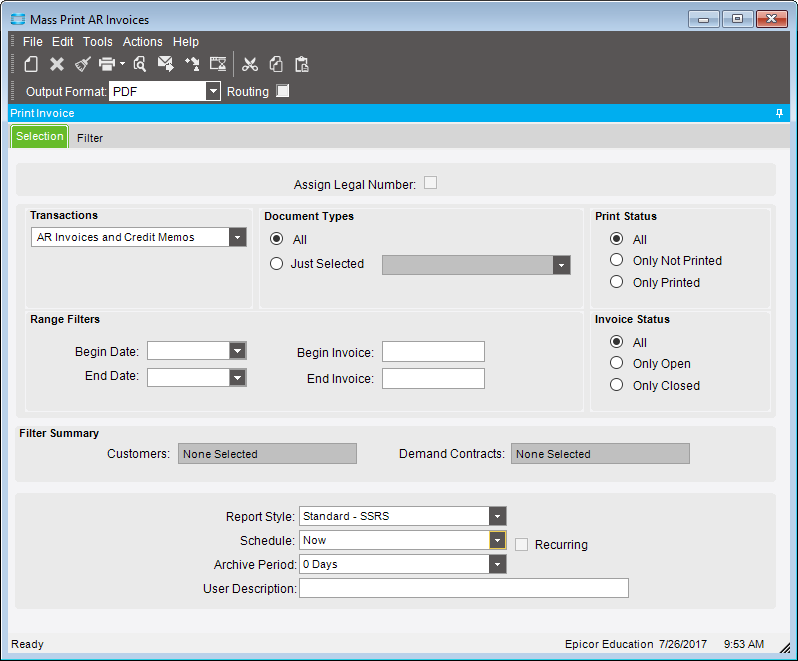 Mass Print AR Invoices
File Edit Tools Actions Help
Output Format: PDF Routing
Print Invoice
Selection Filter
Assign Legal Number:
Transactions
AR Invoices and Credit Memos
Document Types
All
Just Selected
Print Status
All
Only Not Printed
Only Printed
Range Filters
Begin Date:
End Date:
Begin Invoice:
End Invoice:
Invoice Status
All
Only Open
Only Closed
Filter Summary
Customers: None Selected Demand Contracts: None Selected
Report Style: Standard - SSRS
Schedule: Now Recurring
Archive Period: 0 Days
User Description:
Ready Epicor Education 7/26/2017 9:53 AM